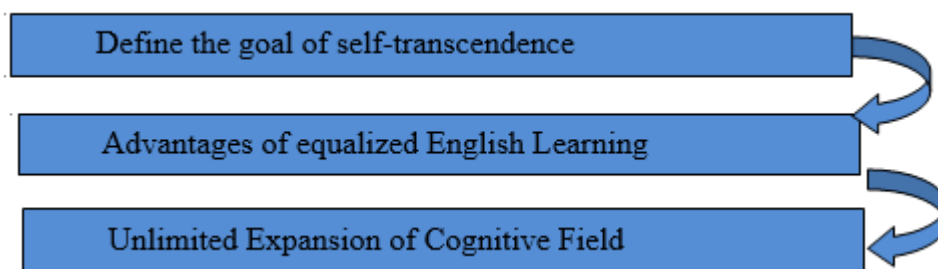 Define the goal of self-transcendence
Advantages of equalized English Learning
Unlimited Expansion of Cognitive Field